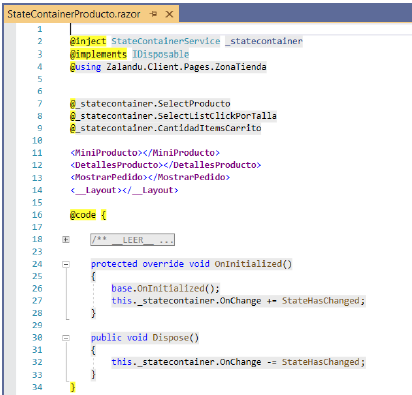 StateContainerProducto.razor
1
2 @inject StateContainerService _statecontainer
3 @implements IDisposable
4 @using Zalandu.Client.Pages.ZonaTienda
5
6
7 @_statecontainer.SelectProducto
8 @_statecontainer.SelectListClickPorTalla
9 @_statecontainer.CantidadItemsCarrito
10
11 <MiniProducto></MiniProducto>
12 <DetallesProducto></DetallesProducto>
13 <MostrarPedido></MostrarPedido>
14 <__Layout></__Layout>
15
16 @code {
17
18 /** __LEER__ ...
23
24 protected override void OnInitialized()
25 {
26 base.OnInitialized();
27 this._statecontainer.OnChange += StateHasChanged;
28 }
29
30 public void Dispose()
31 {
32 this._statecontainer.OnChange -= StateHasChanged;
33 }
34 }